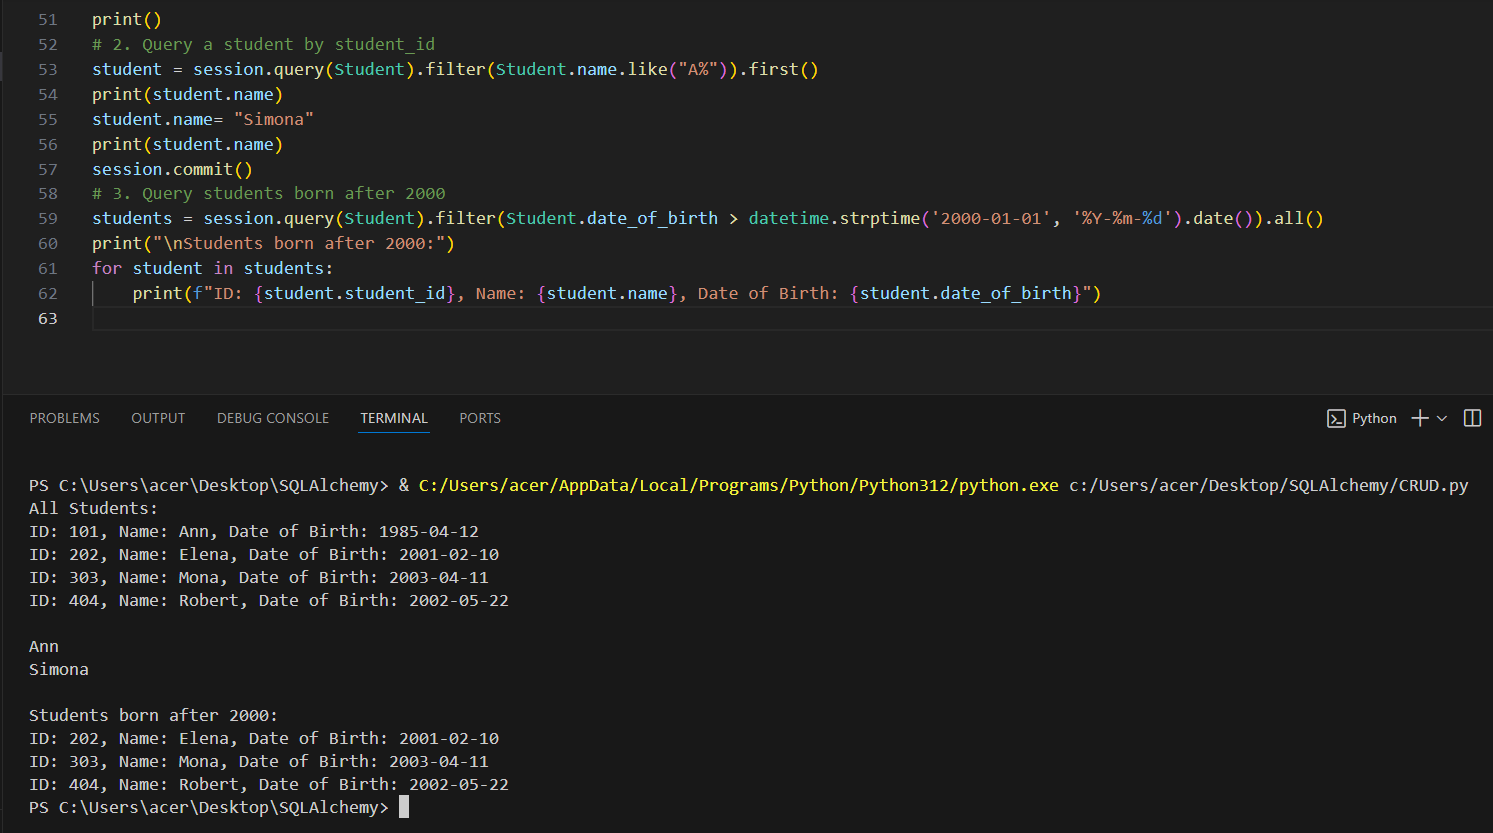 51 print()
52 # 2. Query a student by student_id
53 student = session.query(Student).filter(Student.name.like("A%")).first()
54 print(student.name)
55 student.name= "Simona"
56 print(student.name)
57 session.commit()
58 # 3. Query students born after 2000
59 students = session.query(Student).filter(Student.date_of_birth > datetime.strptime('2000-01-01', '%Y-%m-%d').date()).all()
60 print("\nStudents born after 2000:")
61 for student in students:
62     print(f"ID: {student.student_id}, Name: {student.name}, Date of Birth: {student.date_of_birth}")
63
PROBLEMS OUTPUT DEBUG CONSOLE TERMINAL PORTS Python
PS C:\Users\acer\Desktop\SQLAlchemy> & C:/Users/acer/AppData/Local/Programs/Python/Python312/python.exe c:/Users/acer/Desktop/SQLAlchemy/CRUD.py
All Students:
ID: 101, Name: Ann, Date of Birth: 1985-04-12
ID: 202, Name: Elena, Date of Birth: 2001-02-10
ID: 303, Name: Mona, Date of Birth: 2003-04-11
ID: 404, Name: Robert, Date of Birth: 2002-05-22
Ann
Simona
Students born after 2000:
ID: 202, Name: Elena, Date of Birth: 2001-02-10
ID: 303, Name: Mona, Date of Birth: 2003-04-11
ID: 404, Name: Robert, Date of Birth: 2002-05-22
PS C:\Users\acer\Desktop\SQLAlchemy>